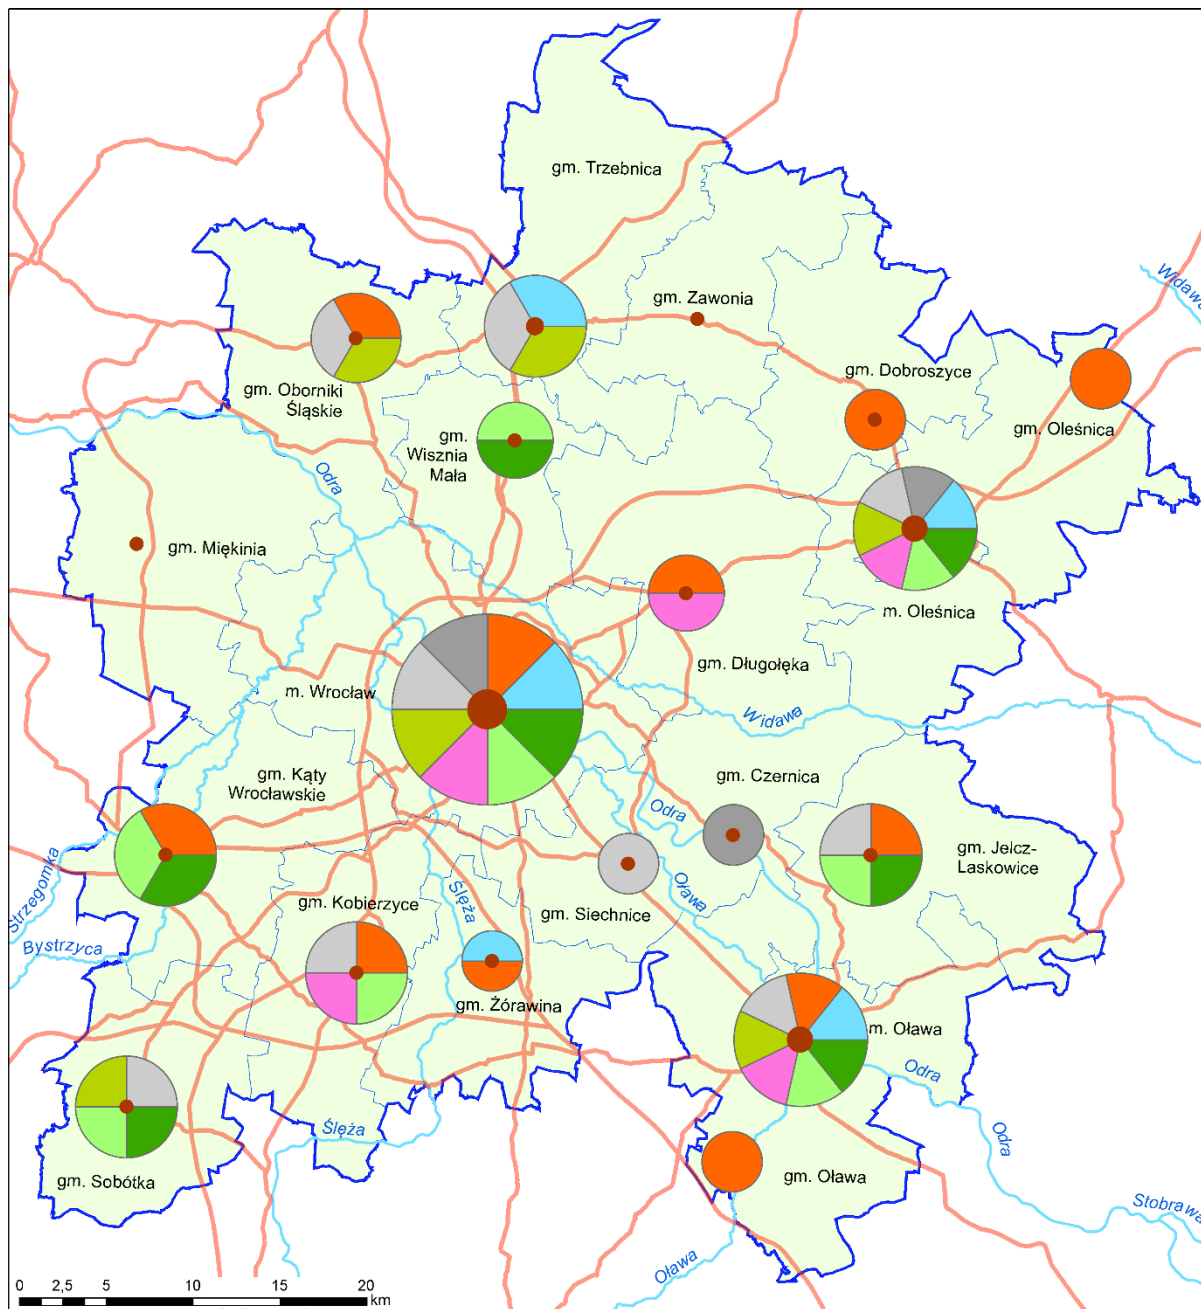 gm. Trzebnica
Widawa
gm. Zawonia
gm. Dobroszyce
gm. Oborniki
Śląskie
gm. Oleśnica
gm.
Wisznia
Mała
Odra
gm. Miękinia
m. Oleśnica
gm. Długołęka
m. Wrocław
Widawa
gm. Kąty
Wrocławskie
gm. Czernica
Odra
gm. Jelcz-
Laskowice
Strzegomka
Oława
Ślęża
gm. Kobierzyce
gm. Siechnice
Bystrzyca
gm. Żórawina
m. Oława
Odra
Ślęża
Odra
gm. Sobótka
gm. Oława
Stobrawa
Oława
0 2,5 5 10 15 20
km